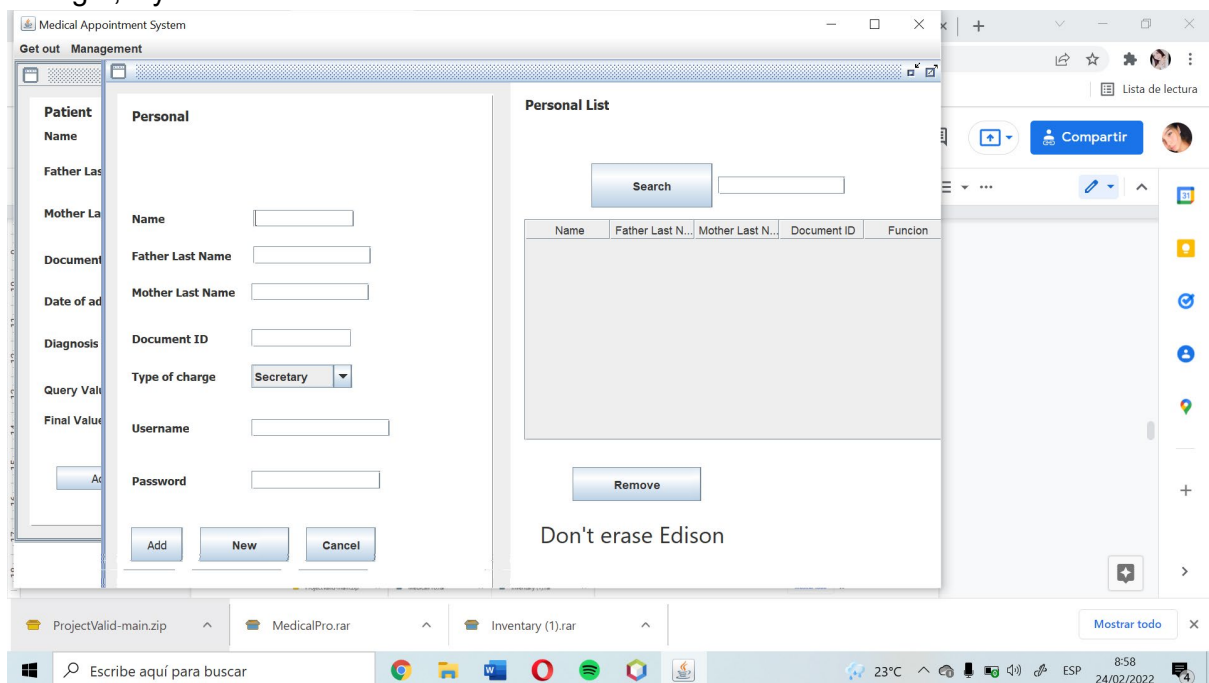 Medical Appointment System
Get out Management
Patient
Name
Father Las
Mother La
Document
Date of ad
Diagnosis
Query Valu
Final Value
Personal
Name
Father Last Name
Mother Last Name
Document ID
Type of charge Secretary
Username
Password
Add New Cancel
Personal List
Search
Name Father Last N... Mother Last N... Document ID Funcion
Remove
Don't erase Edison
Lista de lectura
Compartir
31
ProjectValid-main.zip MedicalPro.rar Inventary (1).rar Mostrar todo
Escribe aquí para buscar 23°C ESP 8:58
24/02/2022 4